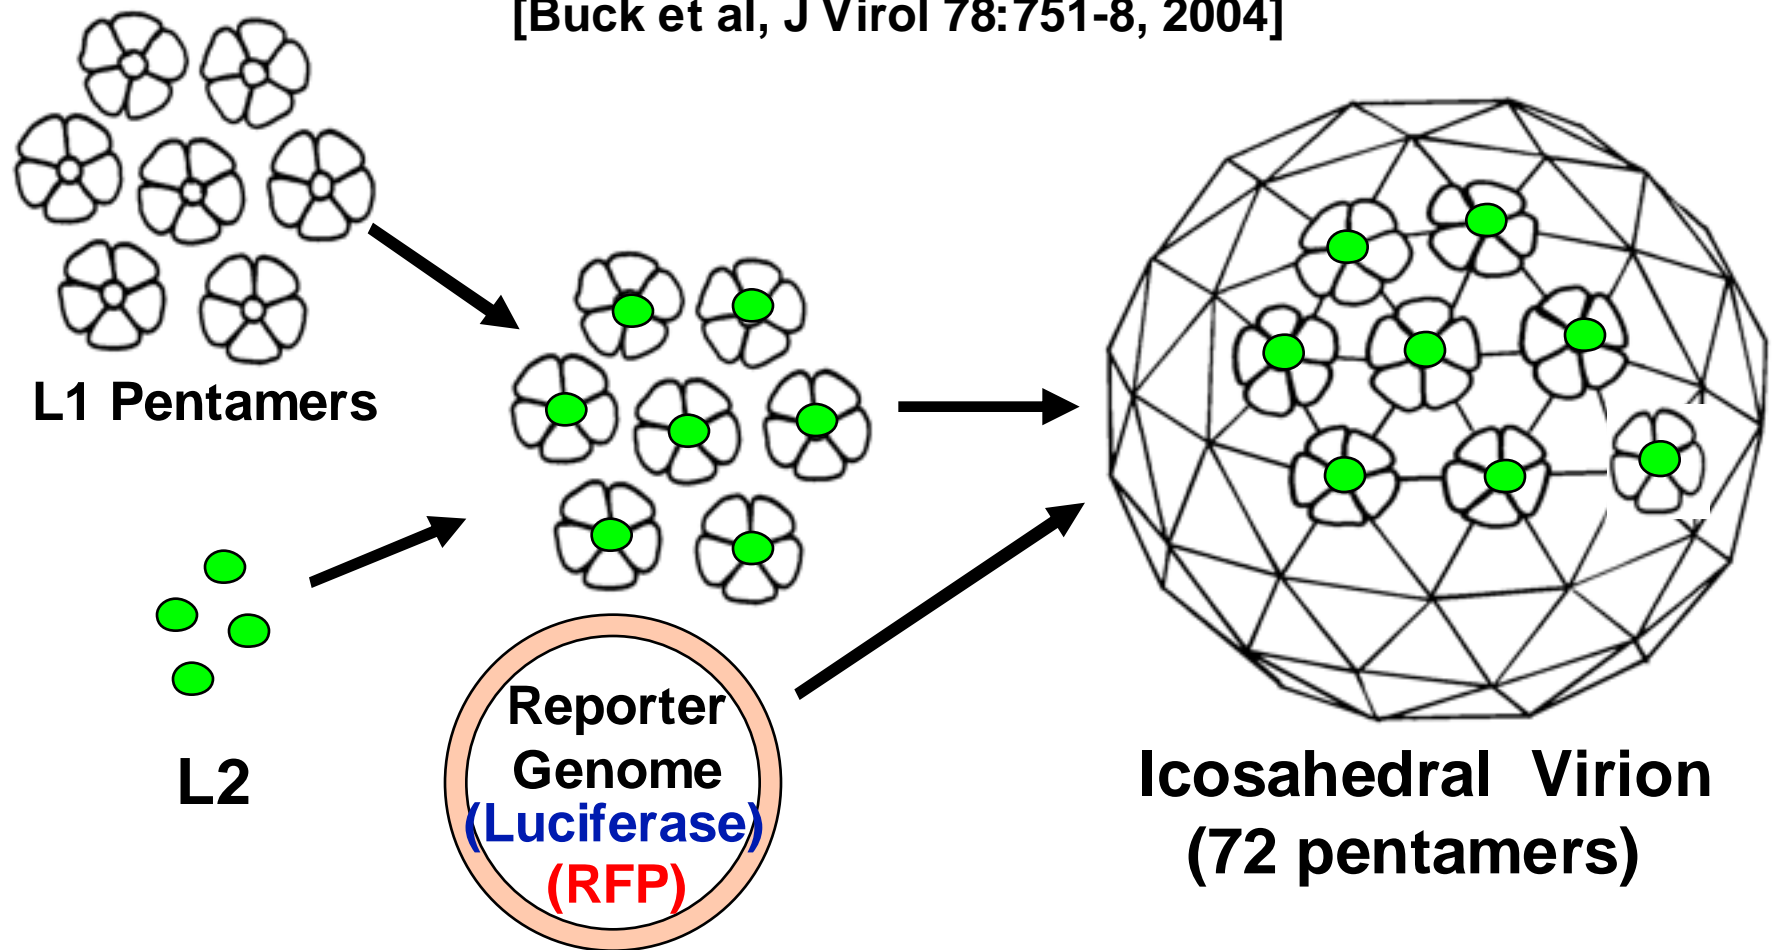 [Buck et al, J Virol 78:751-8, 2004]
L1 Pentamers
L2
Reporter
Genome
(Luciferase)
(RFP)
Icosahedral Virion
(72 pentamers)